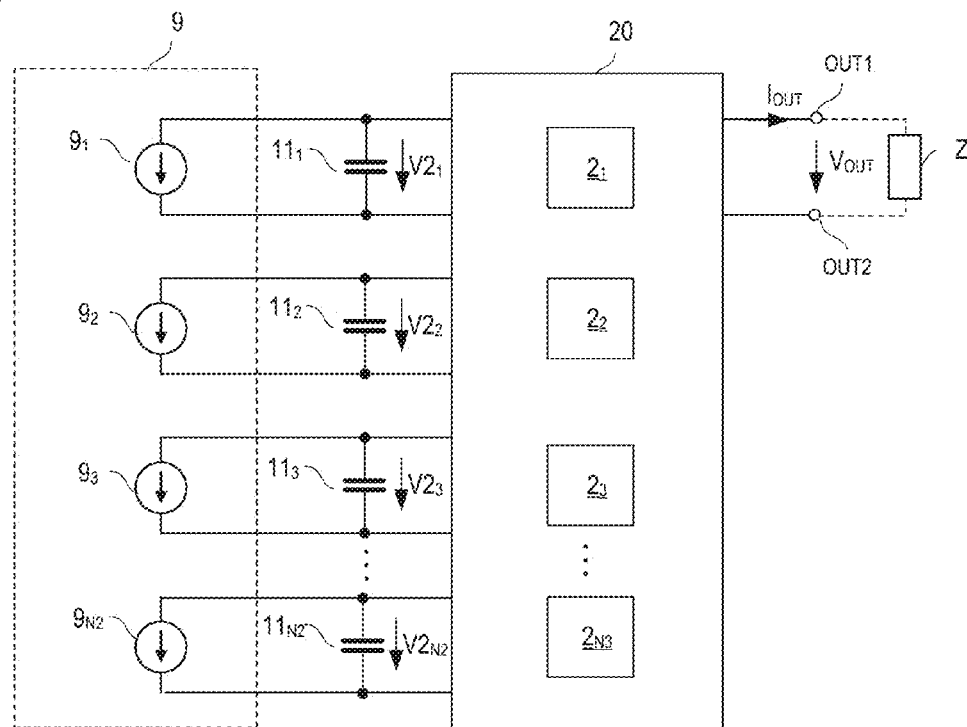 9
20
OUT1
I_OUT
9₁
11₁
V2₁
2₁
V_OUT
Z
OUT2
9₂
11₂
V2₂
2₂
9₃
11₃
V2₃
2₃
9_N2
11_N2
V2_N2
2_N3